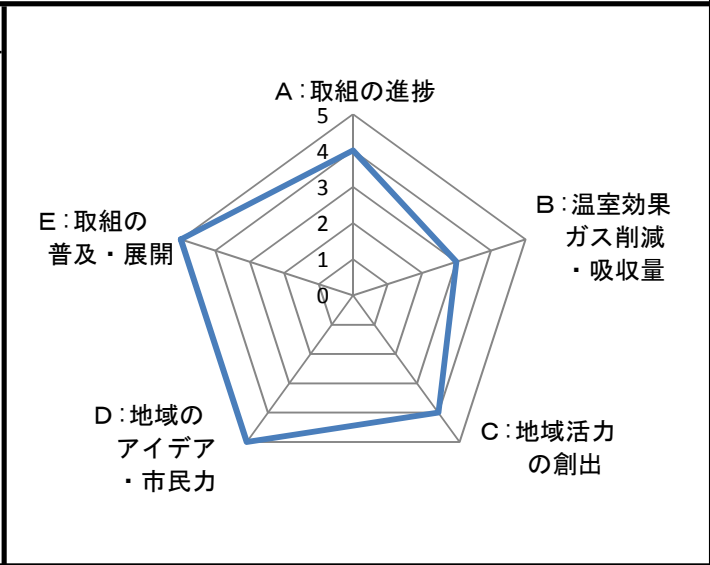 A：取組の進捗
5
4
3
2
1
0
B：温室効果
ガス削減
・吸収量
C：地域活力
の創出
D：地域の
アイデア
・市民力
E：取組の
普及・展開